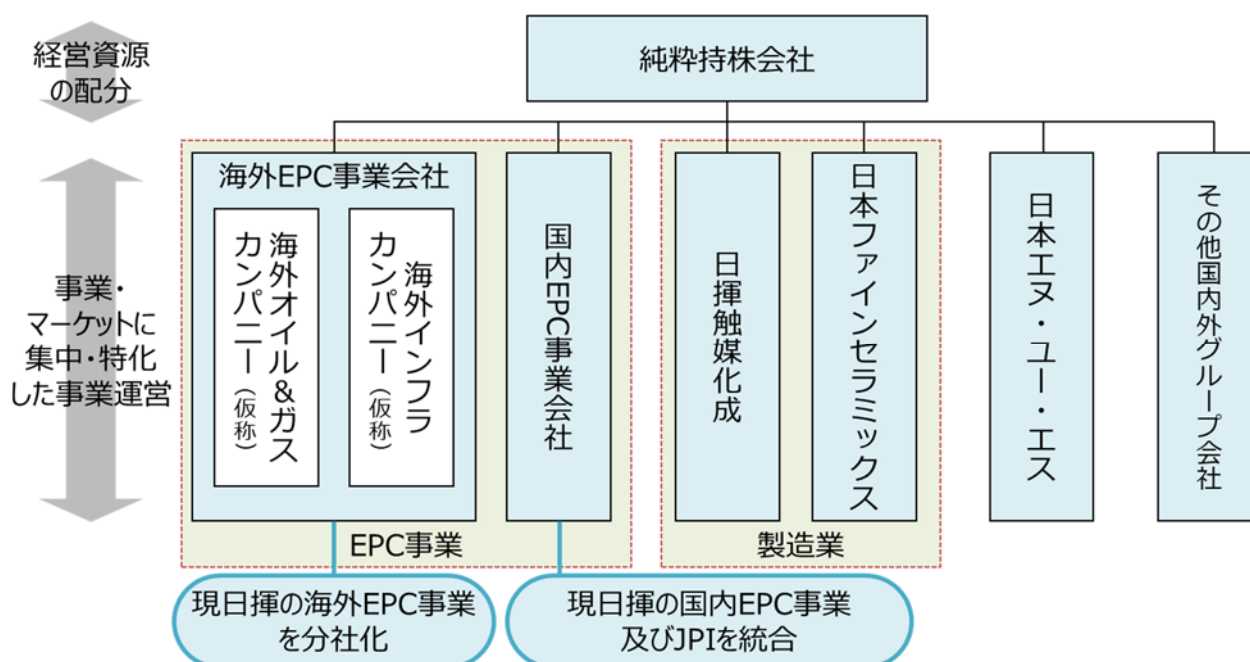 経営資源
の配分
純粋持株会社
事業・
マーケットに
集中・特化
した事業運営
海外EPC事業会社
海外オイル&ガス
カンパニー（仮称）
海外インフラ
カンパニー（仮称）
国内EPC事業会社
日揮触媒化成
日本ファインセラミックス
日本エヌ・ユー・エス
その他国内外グループ会社
EPC事業
製造業
現日揮の海外EPC事業
を分社化
現日揮の国内EPC事業
及びJPIを統合